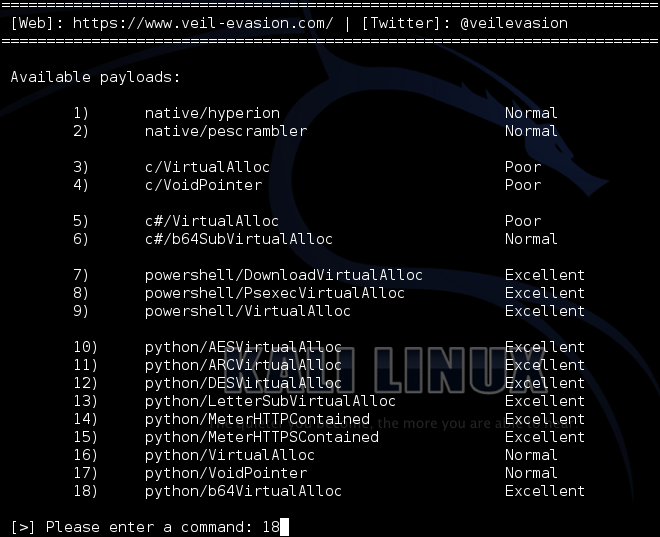 [Web]: https://www.veil-evasion.com/ | [Twitter]: @veilevasion
Available payloads:
1) native/hyperion Normal
2) native/pescrambler Normal
3) c/VirtualAlloc Poor
4) c/VoidPointer Poor
5) c#/VirtualAlloc Poor
6) c#/b64SubVirtualAlloc Normal
7) powershell/DownloadVirtualAlloc Excellent
8) powershell/PsexecVirtualAlloc Excellent
9) powershell/VirtualAlloc Excellent
10) python/AESVirtualAlloc Excellent
11) python/ARCVirtualAlloc Excellent
12) python/DESVirtualAlloc Excellent
13) python/LetterSubVirtualAlloc Excellent
14) python/MeterHTTPContained Excellent
15) python/MeterHTTPSContained Excellent
16) python/VirtualAlloc Normal
17) python/VoidPointer Normal
18) python/b64VirtualAlloc Excellent
[>] Please enter a command: 18
KALI LINUX
the more you are able to